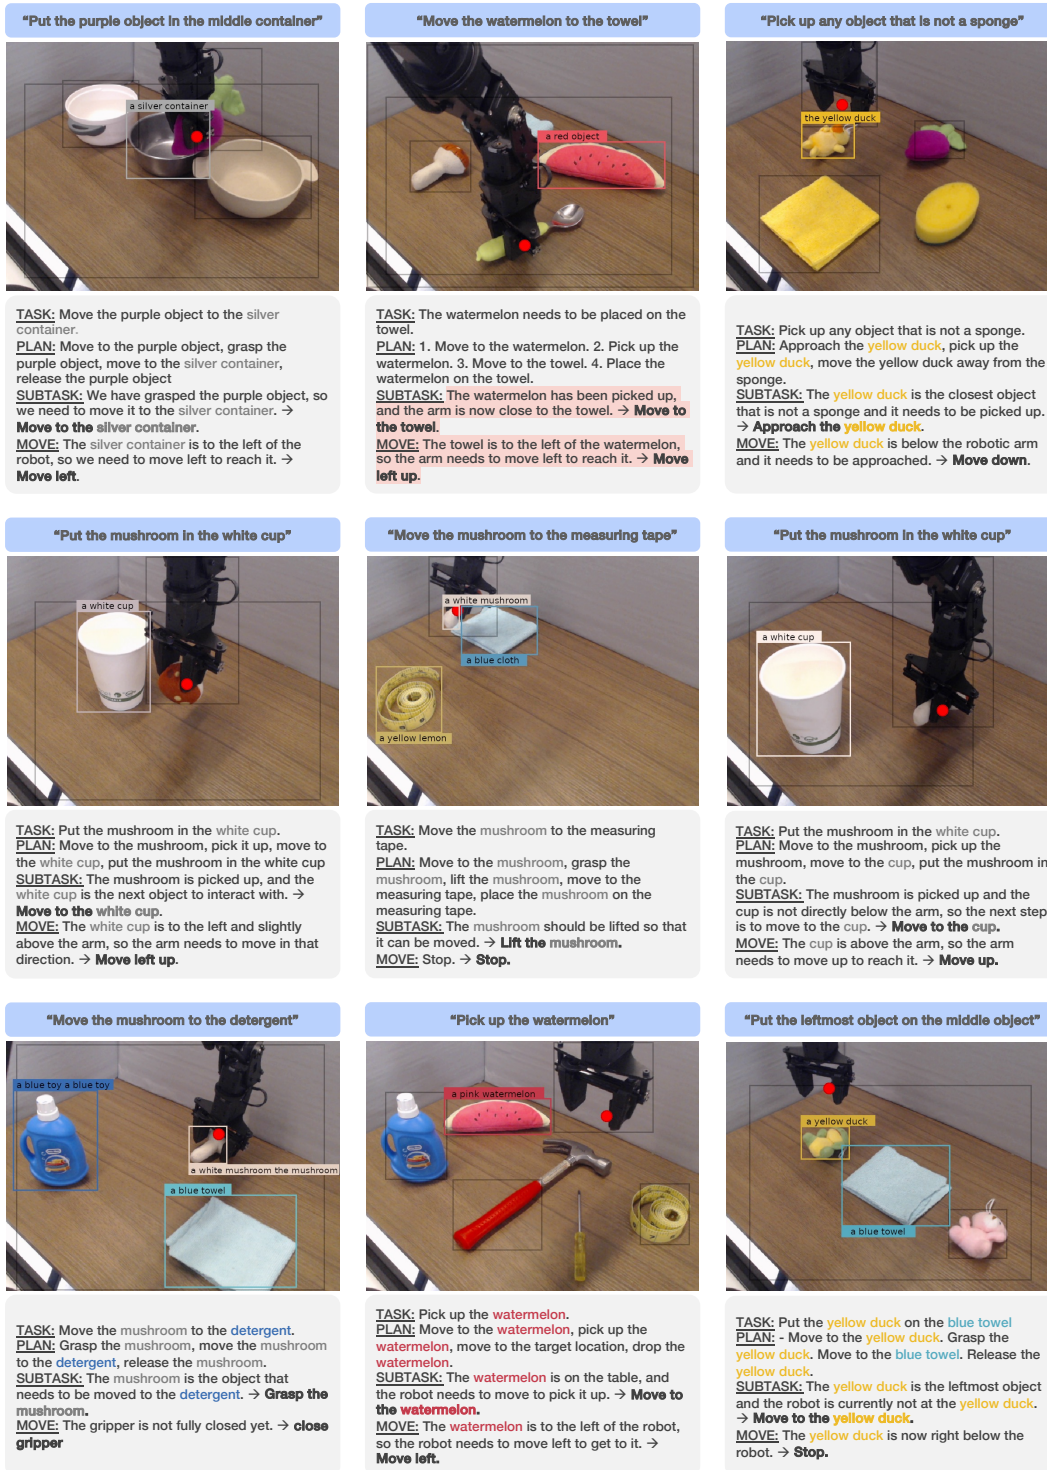 “Put the purple object in the middle container”
a silver container
TASK: Move the purple object to the silver
container.
PLAN: Move to the purple object, grasp the
purple object, move to the silver container,
release the purple object
SUBTASK: We have grasped the purple object, so
we need to move it to the silver container. →
Move to the silver container.
MOVE: The silver container is to the left of the
robot, so we need to move left to reach it. →
Move left.
“Move the watermelon to the towel”
a red object
TASK: The watermelon needs to be placed on the
towel.
PLAN: 1. Move to the watermelon. 2. Pick up the
watermelon. 3. Move to the towel. 4. Place the
watermelon on the towel.
SUBTASK: The watermelon has been picked up,
and the arm is now close to the towel. → Move to
the towel.
MOVE: The towel is to the left of the watermelon,
so the arm needs to move left to reach it. → Move
left up.
“Pick up any object that is not a sponge”
the yellow duck
TASK: Pick up any object that is not a sponge.
PLAN: Approach the yellow duck, pick up the
yellow duck, move the yellow duck away from the
sponge.
SUBTASK: The yellow duck is the closest object
that is not a sponge and it needs to be picked up.
→ Approach the yellow duck.
MOVE: The yellow duck is below the robotic arm
and it needs to be approached. → Move down.
“Put the mushroom in the white cup”
a white cup
TASK: Put the mushroom in the white cup.
PLAN: Move to the mushroom, pick it up, move to
the white cup, put the mushroom in the white cup
SUBTASK: The mushroom is picked up, and the
white cup is the next object to interact with. →
Move to the white cup.
MOVE: The white cup is to the left and slightly
above the arm, so the arm needs to move in that
direction. → Move left up.
“Move the mushroom to the measuring tape”
a white mushroom
a blue cloth
a yellow lemon
TASK: Move the mushroom to the measuring
tape.
PLAN: Move to the mushroom, grasp the
mushroom, lift the mushroom, move to the
measuring tape, place the mushroom on the
measuring tape.
SUBTASK: The mushroom should be lifted so that
it can be moved. → Lift the mushroom.
MOVE: Stop. → Stop.
“Put the mushroom in the white cup”
a white cup
TASK: Put the mushroom in the white cup.
PLAN: Move to the mushroom, pick up the
mushroom, move to the cup, put the mushroom in
the cup.
SUBTASK: The mushroom is picked up and the
cup is not directly below the arm, so the next step
is to move to the cup. → Move to the cup.
MOVE: The cup is above the arm, so the arm
needs to move up to reach it. → Move up.
“Move the mushroom to the detergent”
a blue toy a blue toy
a white mushroom the mushroom
a blue towel
TASK: Move the mushroom to the detergent.
PLAN: Grasp the mushroom, move the mushroom
to the detergent, release the mushroom.
SUBTASK: The mushroom is the object that
needs to be moved to the detergent. → Grasp the
mushroom.
MOVE: The gripper is not fully closed yet. → close
gripper
“Pick up the watermelon”
a pink watermelon
TASK: Pick up the watermelon.
PLAN: Move to the watermelon, pick up the
watermelon, move to the target location, drop the
watermelon.
SUBTASK: The watermelon is on the table, and
the robot needs to move to pick it up. → Move to
the watermelon.
MOVE: The watermelon is to the left of the robot,
so the robot needs to move left to get to it. →
Move left.
“Put the leftmost object on the middle object”
a yellow duck
a blue towel
TASK: Put the yellow duck on the blue towel
PLAN: - Move to the yellow duck. Grasp the
yellow duck. Move to the blue towel. Release the
yellow duck.
SUBTASK: The yellow duck is the leftmost object
and the robot is currently not at the yellow duck.
→ Move to the yellow duck.
MOVE: The yellow duck is now right below the
robot. → Stop.